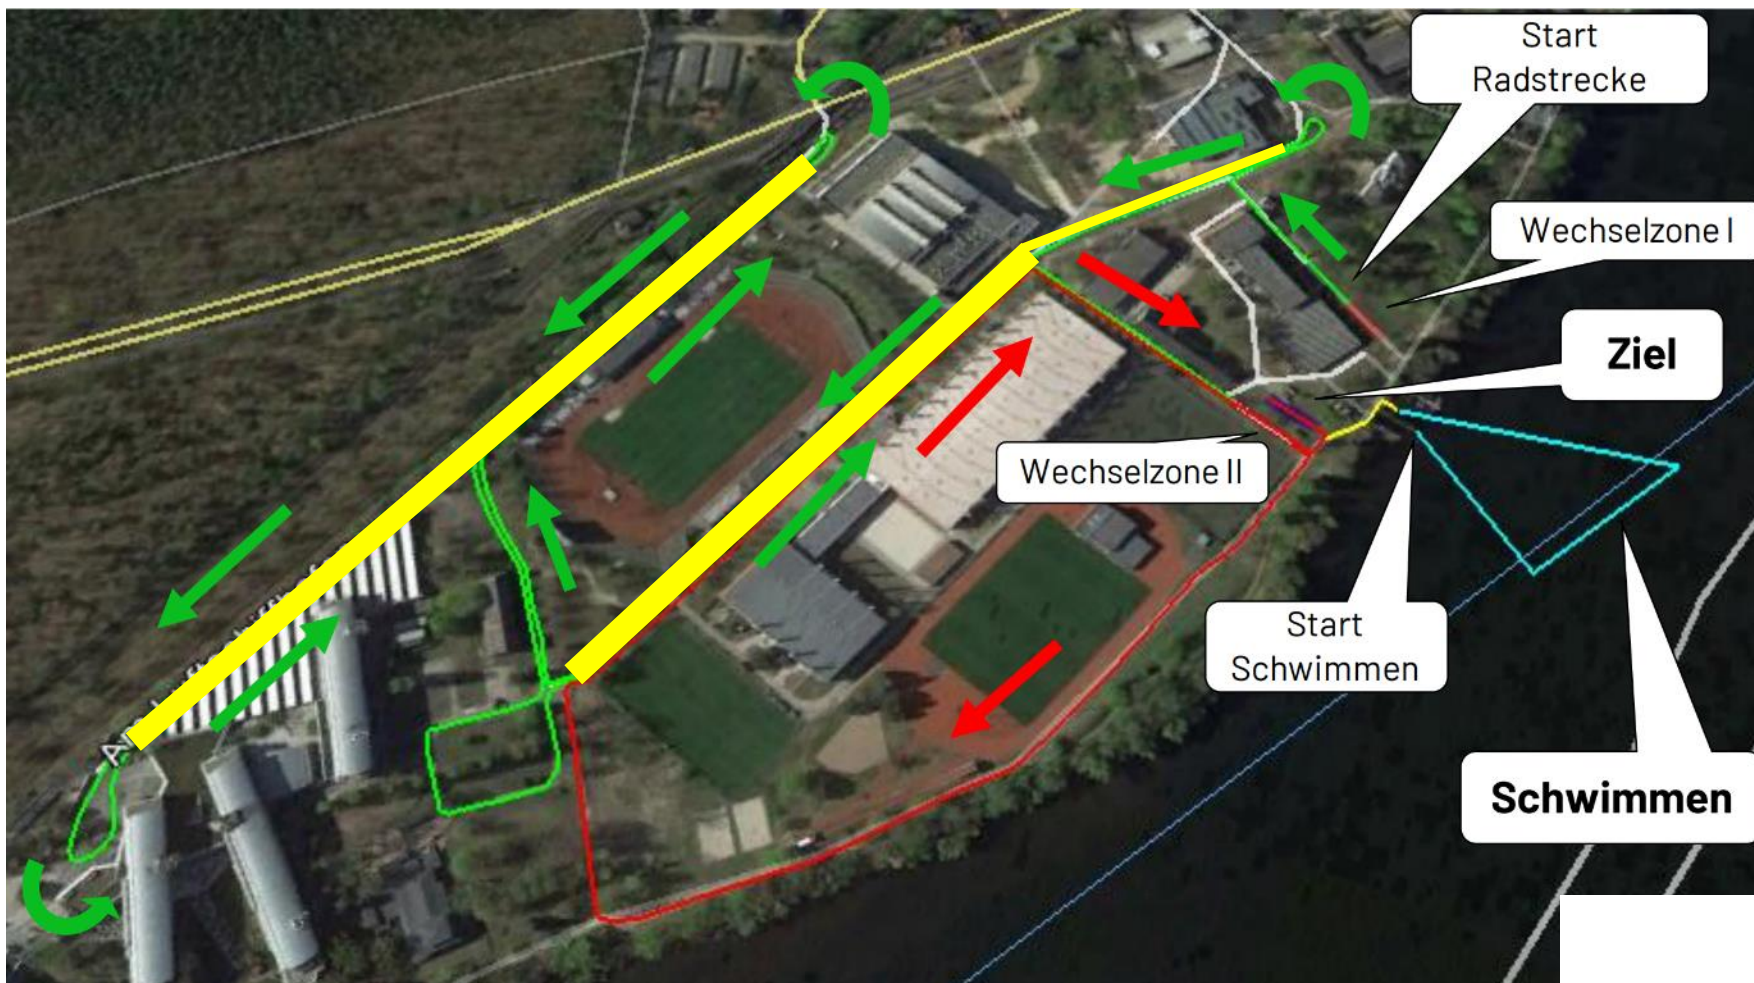 Start
Radstrecke
Wechselzone I
Ziel
Wechselzone II
Start
Schwimmen
Schwimmen